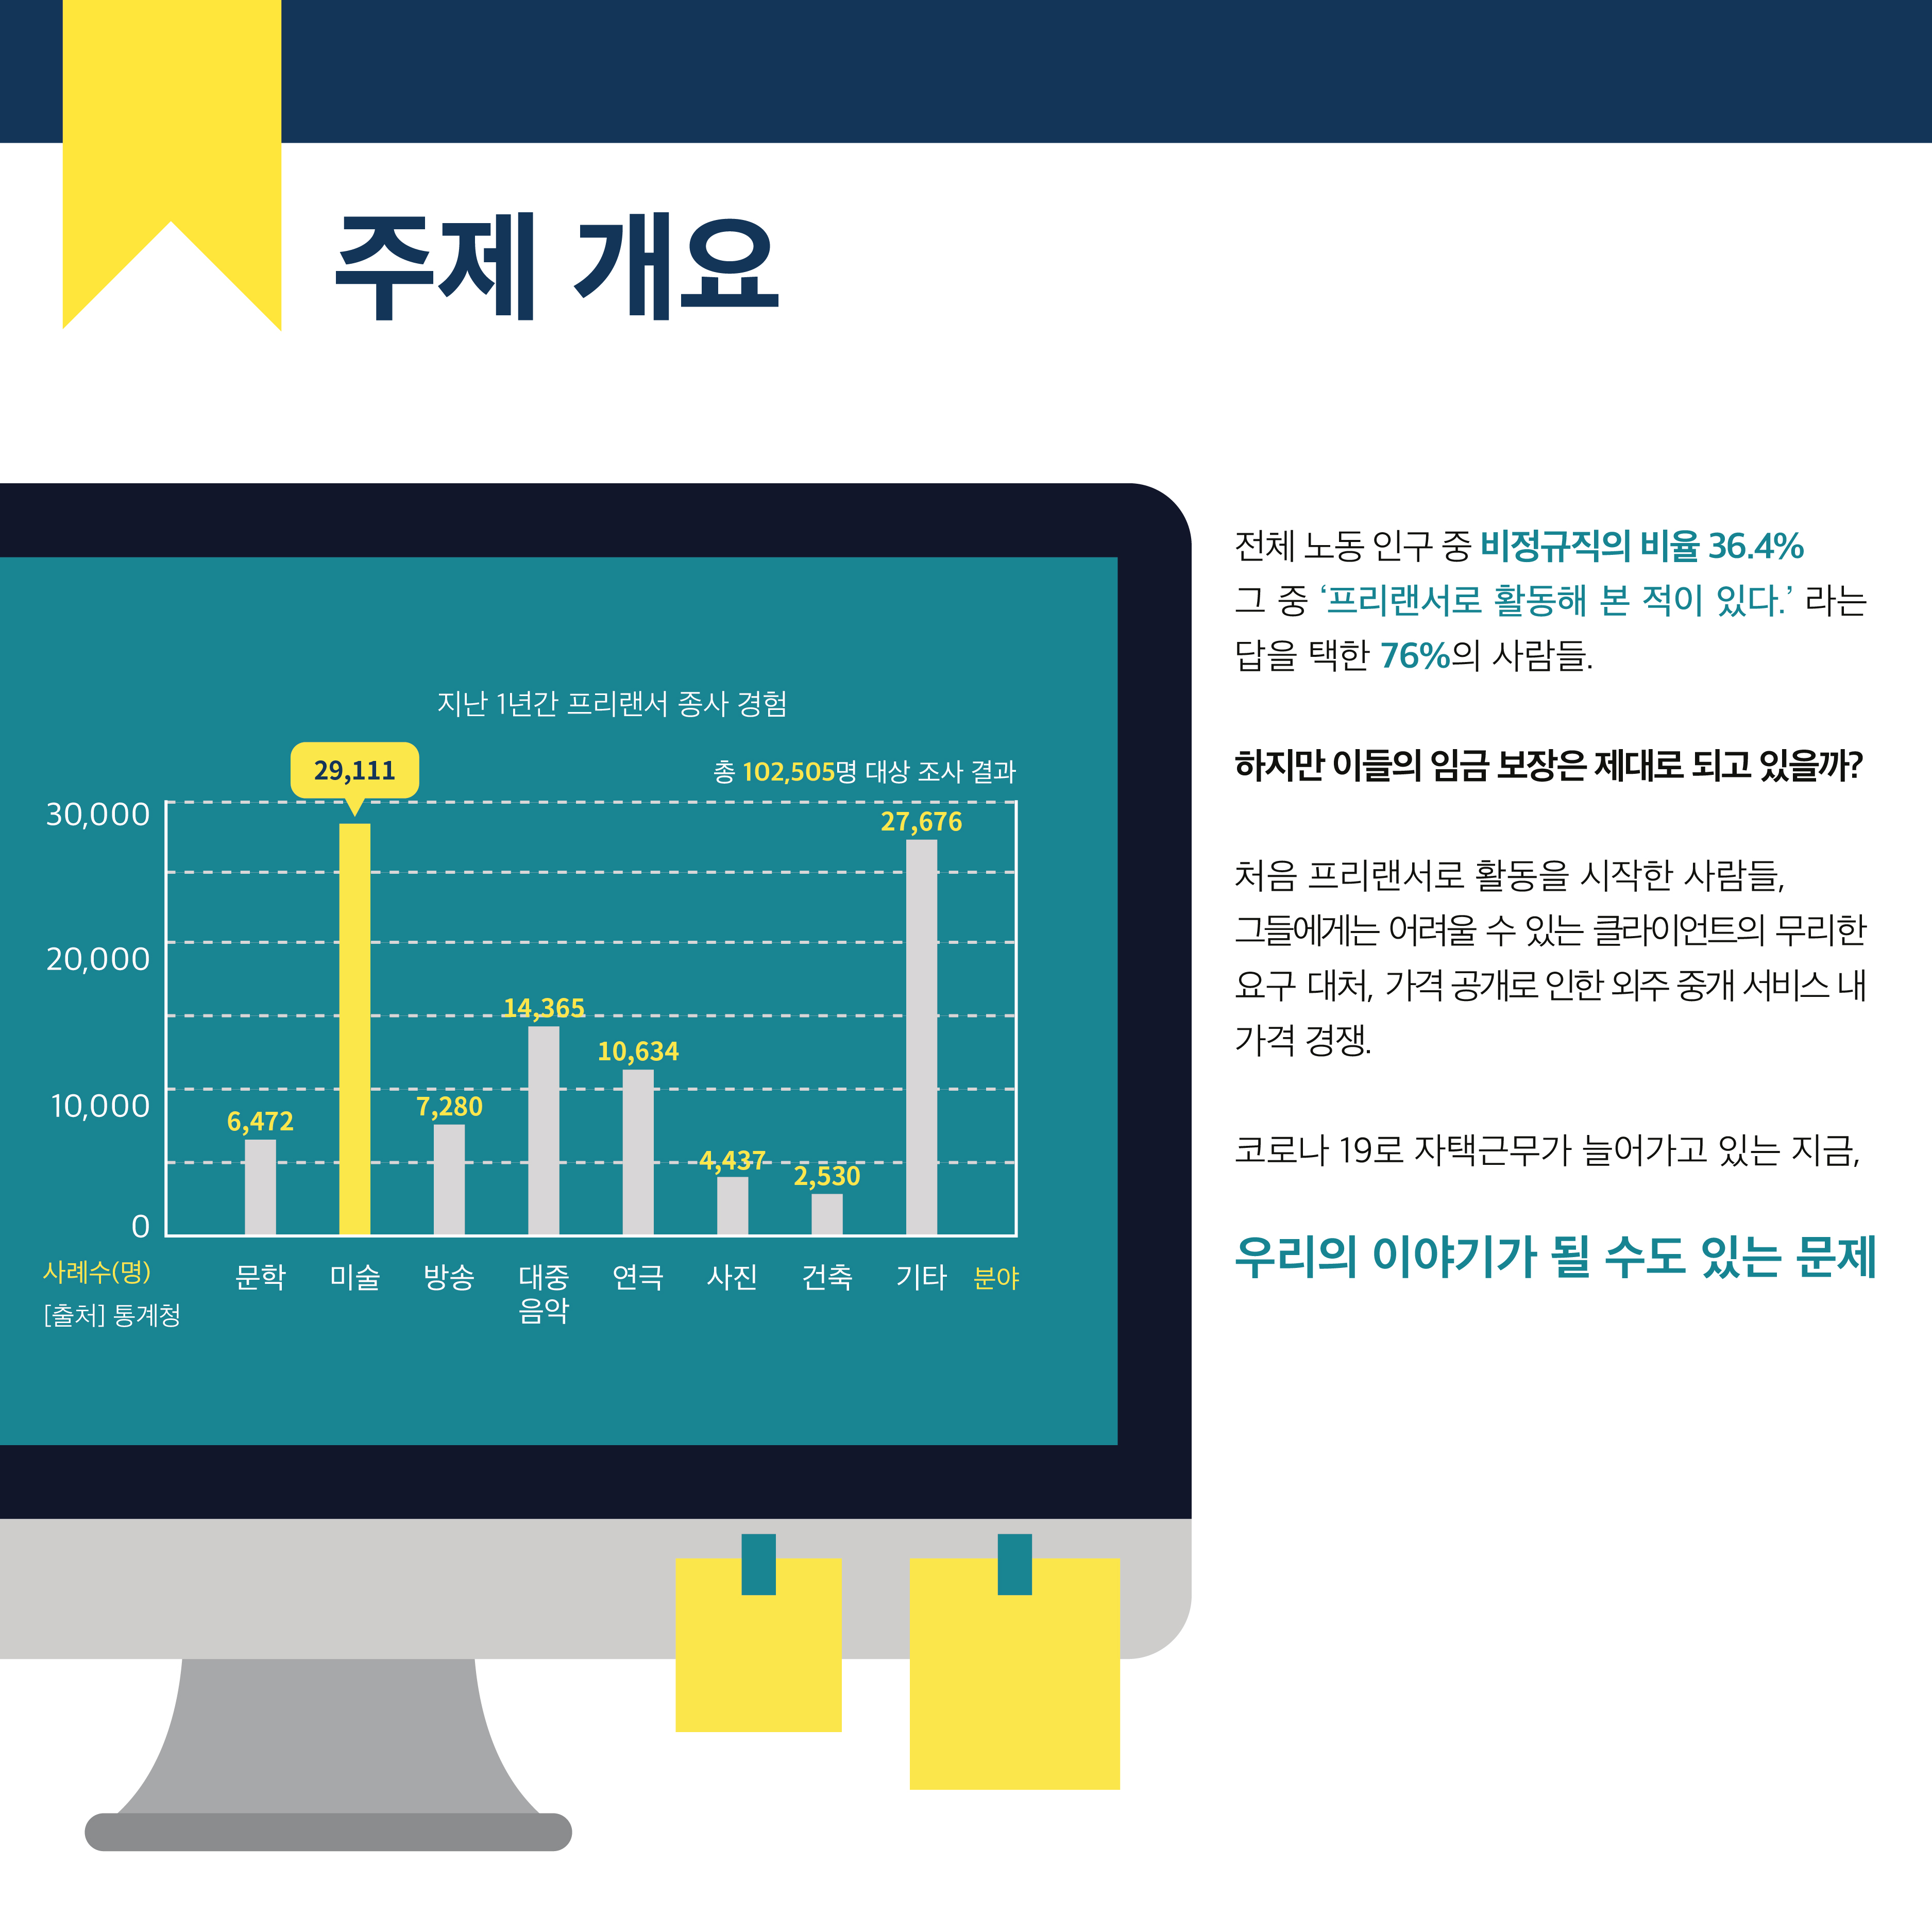 주제 개요
지난 1년간 프리랜서 종사 경험
총 102,505명 대상 조사 결과
29,111
30,000
20,000
10,000
0
6,472
7,280
14,365
10,634
4,437
2,530
27,676
사례수(명)
문학 미술 방송 대중 연극 사진 건축 기타 분야
음악
[출처] 통계청
전체 노동 인구 중 비정규직의 비율 36.4%
그 중 ‘프리랜서로 활동해 본 적이 있다.’ 라는
답을 택한 76%의 사람들.
하지만 이들의 임금 보장은 제대로 되고 있을까?
처음 프리랜서로 활동을 시작한 사람들,
그들에게는 어려울 수 있는 클라이언트의 무리한
요구 대처, 가격 공개로 인한 외주 중개 서비스 내
가격 경쟁.
코로나 19로 자택근무가 늘어가고 있는 지금,
우리의 이야기가 될 수도 있는 문제